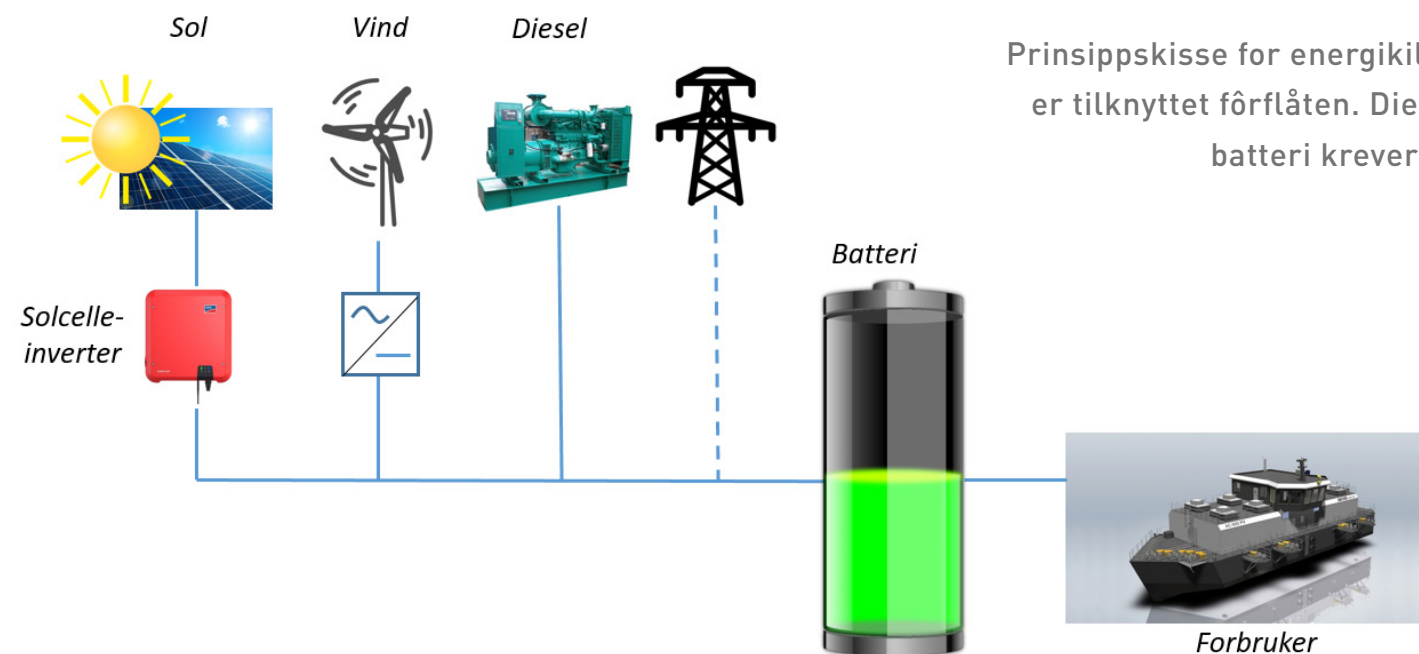 Sol
Vind
Diesel
Prinsippskisse for energikil
er tilknyttet fôrflåten. Die
batteri krever
Batteri
Solcelle-
inverter
Forbruker